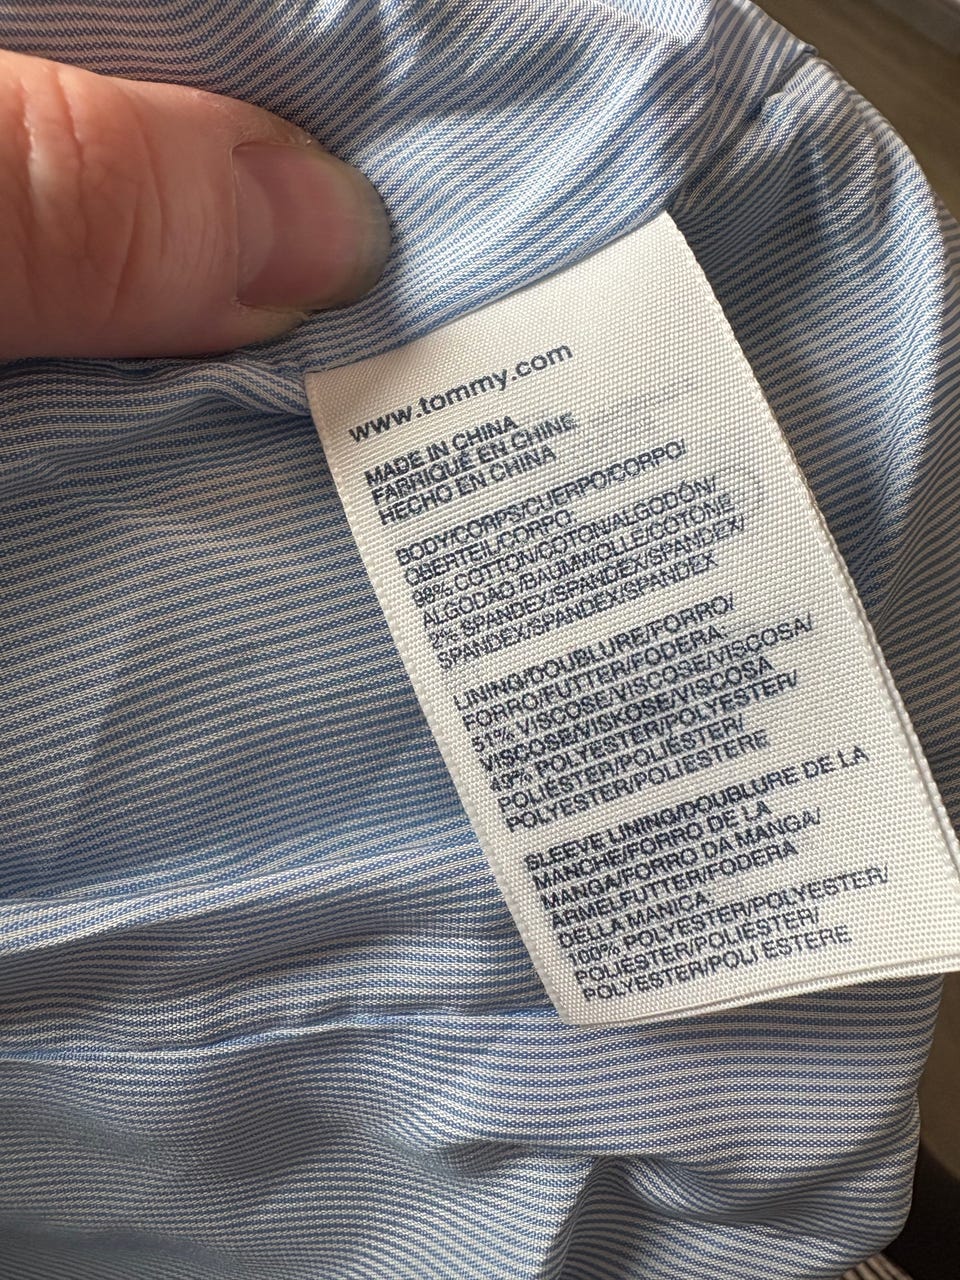 www.tommy.com
MADE IN CHINA
FABRIQUÉ EN CHINE
HECHO EN CHINA
BODY/CORPS/CUERPO/CORPO/
OBERTEIL/CORPO.
98% COTTON/COTON/ALGODÓN/
ALGODÃO/BAUMWOLLE/COTONE
2% SPANDEX/SPANDEX/SPANDEX/
SPANDEX/SPANDEX/SPANDEX
LINING/DOUBLURE/FORRO/
FORRO/FUTTER/FODERA.
51% VISCOSE/VISCOSE/VISCOSA/
VISCOSE/VISKOSE/VISCOSA
49% POLYESTER/POLYESTER/
POLIÉSTER/POLIÉSTER/
POLYESTER/POLIESTERE
SLEEVE LINING/DOUBLURE DE LA
MANCHE/FORRO DE LA
MANGA/FORRO DA MANGA/
ÄRMELFUTTER/FODERA
DELLA MANICA.
100% POLYESTER/POLYESTER/
POLIÉSTER/POLIÉSTER/
POLYESTER/POLIESTERE